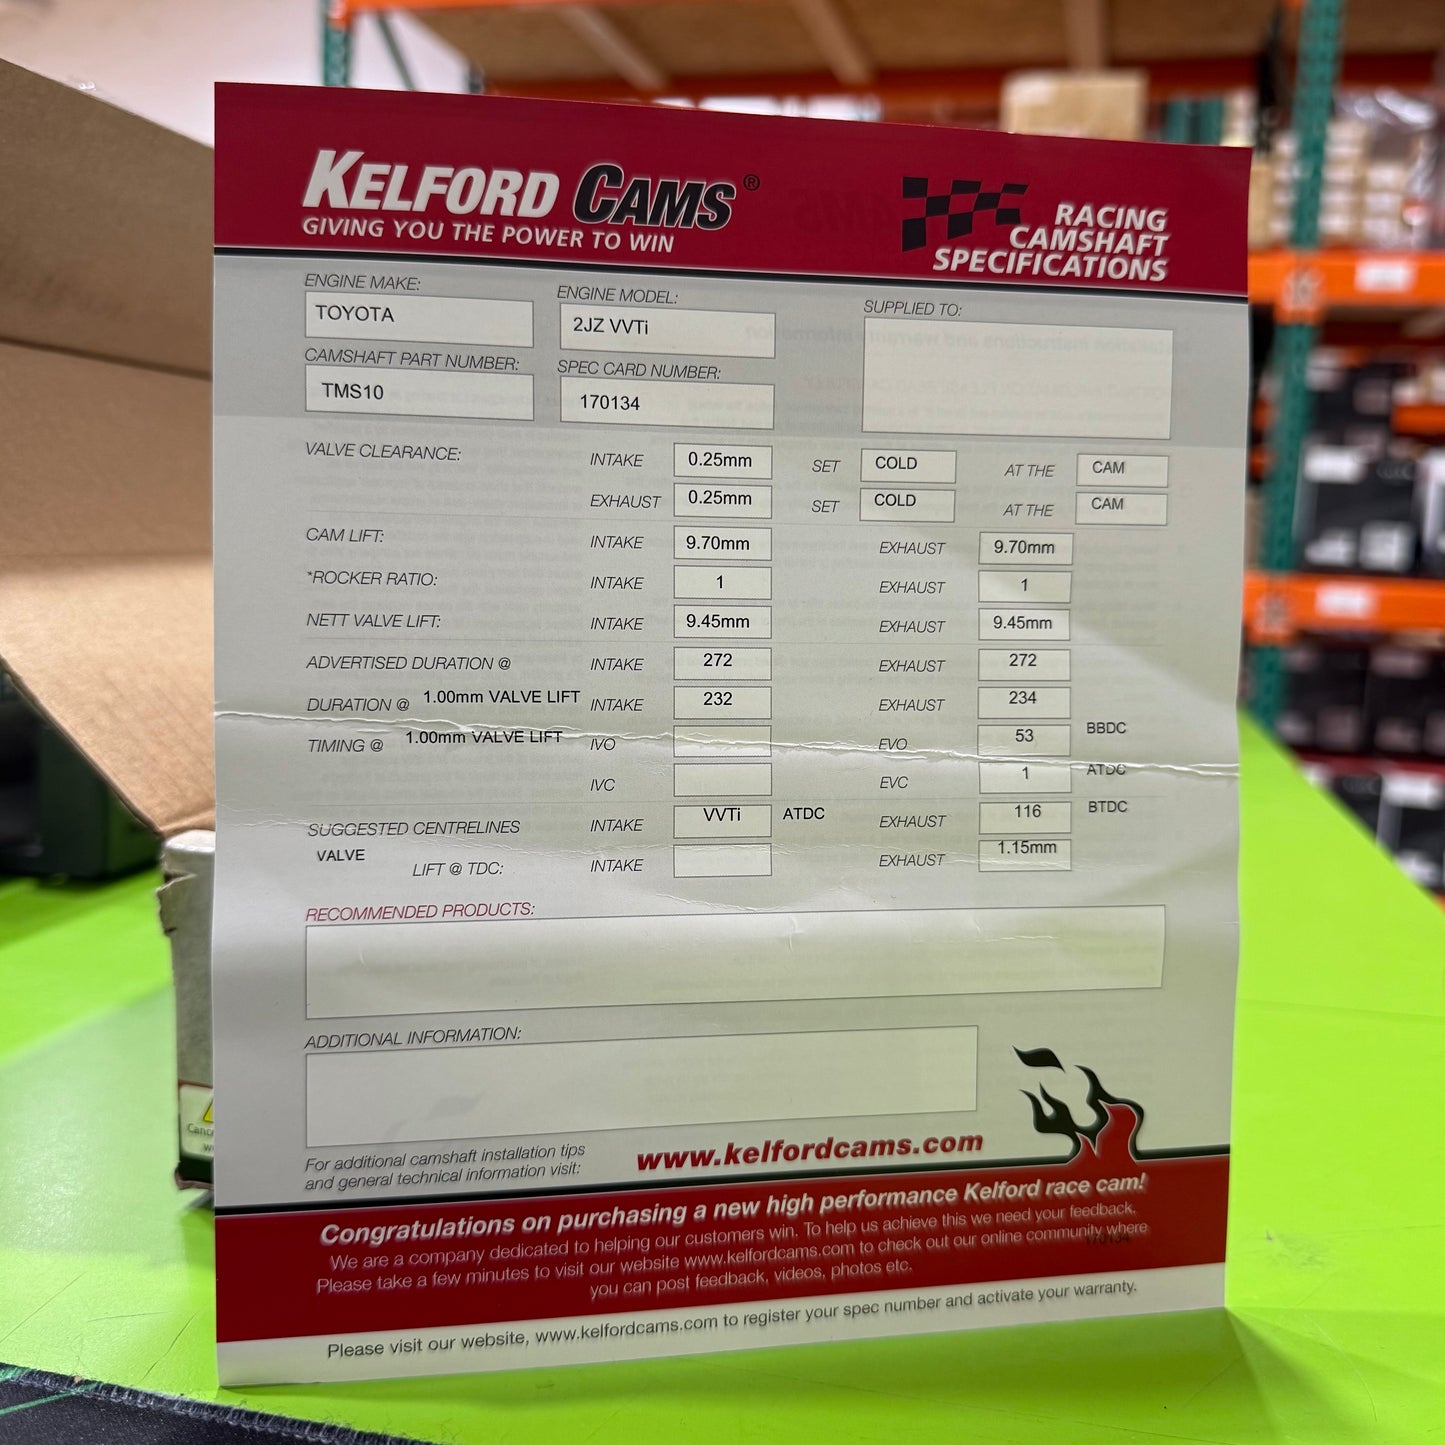 KELFORD CAMS®
GIVING YOU THE POWER TO WIN
RACING
CAMSHAFT
SPECIFICATIONS
ENGINE MAKE: ENGINE MODEL: SUPPLIED TO:
TOYOTA 2JZ VVTi
CAMSHAFT PART NUMBER: SPEC CARD NUMBER:
TMS10 170134
VALVE CLEARANCE: INTAKE 0.25mm SET COLD AT THE CAM
EXHAUST 0.25mm SET COLD AT THE CAM
CAM LIFT: INTAKE 9.70mm EXHAUST 9.70mm
*ROCKER RATIO: INTAKE 1 EXHAUST 1
NETT VALVE LIFT: INTAKE 9.45mm EXHAUST 9.45mm
ADVERTISED DURATION @ INTAKE 272 EXHAUST 272
DURATION @ 1.00mm VALVE LIFT INTAKE 232 EXHAUST 234
TIMING @ 1.00mm VALVE LIFT IVO EVO 53 BBDC
IVC EVC 1 ATDC
SUGGESTED CENTRELINES INTAKE VVTi ATDC EXHAUST 116 BTDC
VALVE LIFT @ TDC: INTAKE EXHAUST 1.15mm
RECOMMENDED PRODUCTS:
ADDITIONAL INFORMATION:
For additional camshaft installation tips
and general technical information visit:
www.kelfordcams.com
Congratulations on purchasing a new high performance Kelford race cam!
We are a company dedicated to helping our customers win. To help us achieve this we need your feedback.
Please take a few minutes to visit our website www.kelfordcams.com to check out our online community where
170134
you can post feedback, videos, photos etc.
Please visit our website, www.kelfordcams.com to register your spec number and activate your warranty.